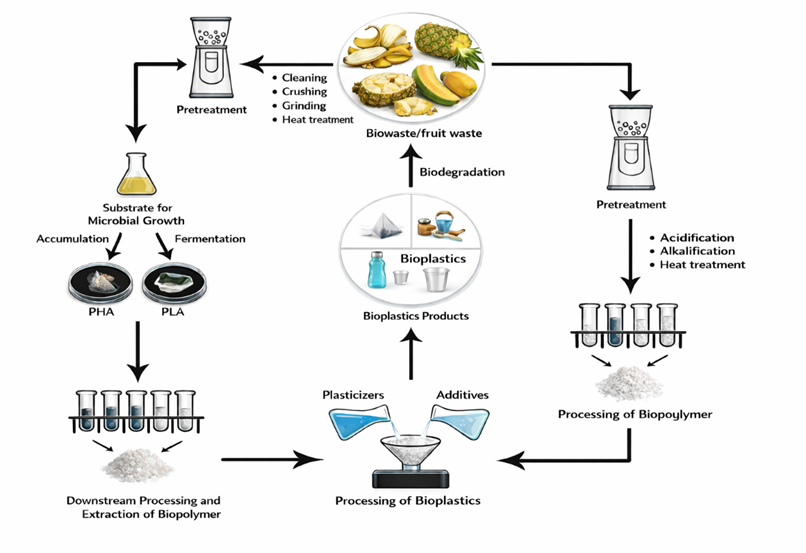 Pretreatment
• Cleaning
• Crushing
• Grinding
• Heat treatment
Biowaste/fruit waste
Pretreatment
Biodegradation
Substrate for
Microbial Growth
Accumulation
Fermentation
PHA
PLA
Bioplastics
Bioplastics Products
• Acidification
• Alkalification
• Heat treatment
Processing of Biopoylymer
Plasticizers
Additives
Processing of Bioplastics
Downstream Processing and
Extraction of Biopolymer